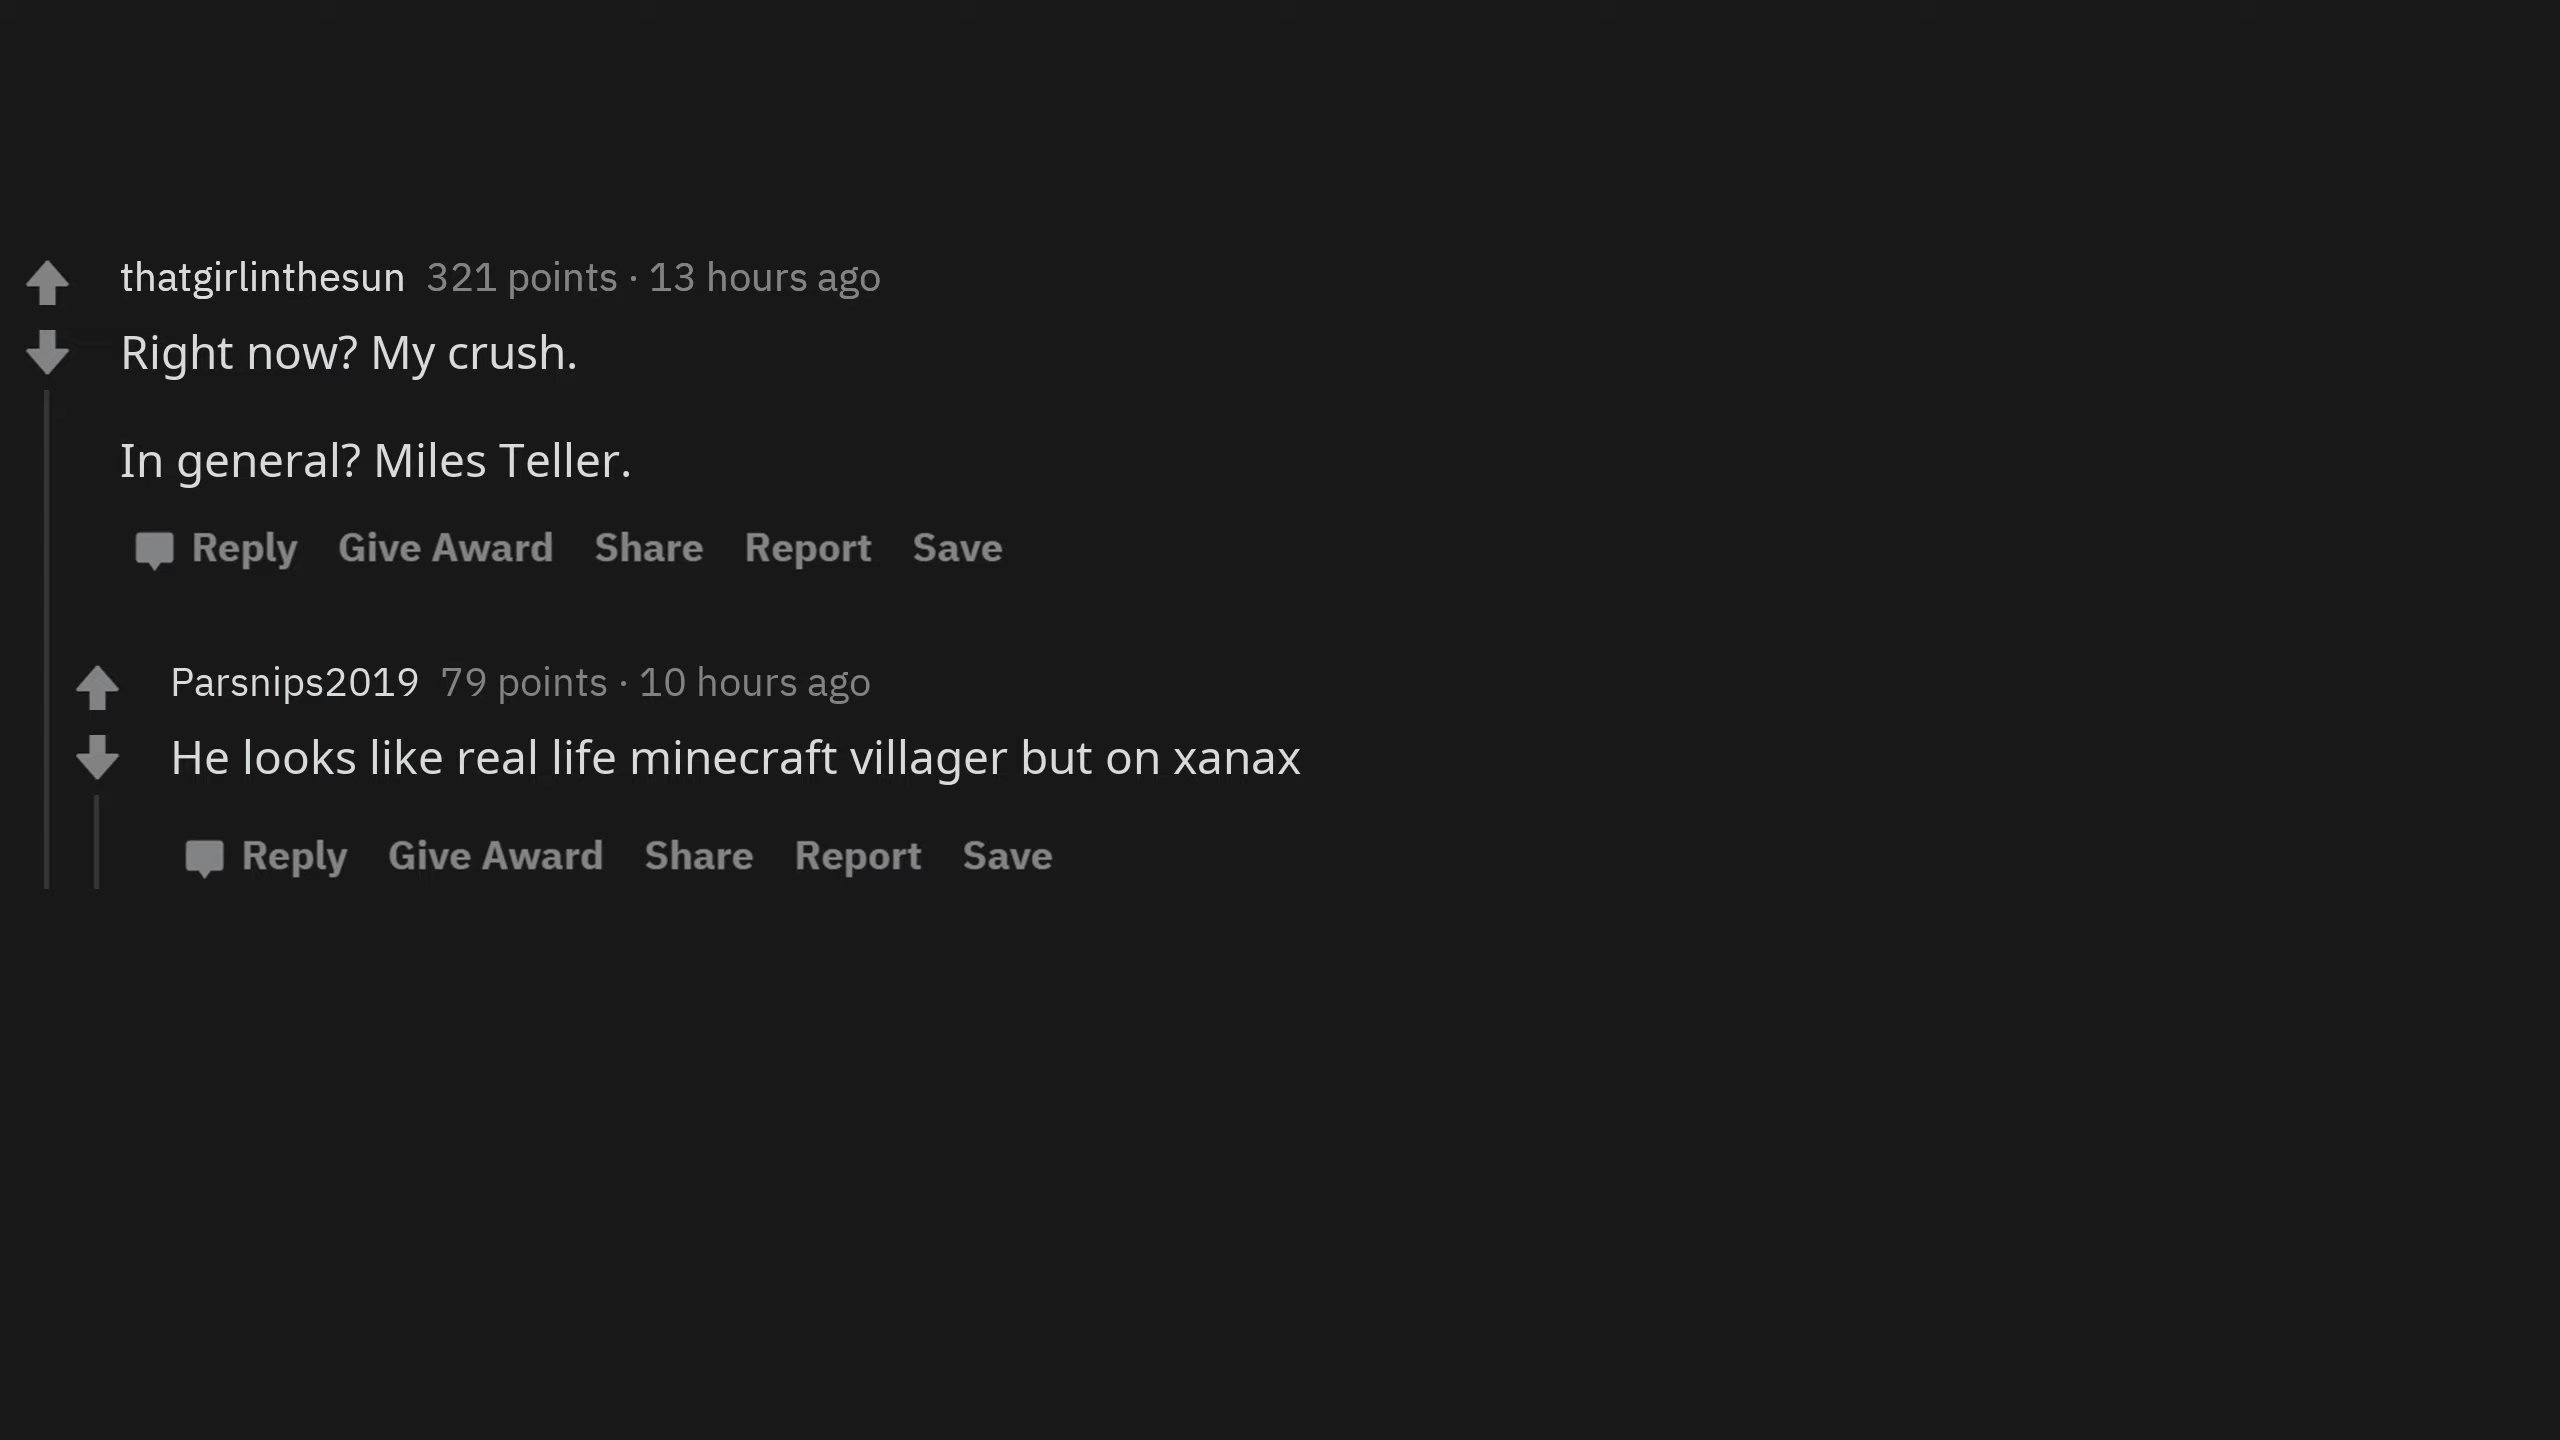 thatgirlinthesun 321 points · 13 hours ago
Right now? My crush.
In general? Miles Teller.
Reply Give Award Share Report Save
Parsnips2019 79 points · 10 hours ago
He looks like real life minecraft villager but on xanax
Reply Give Award Share Report Save